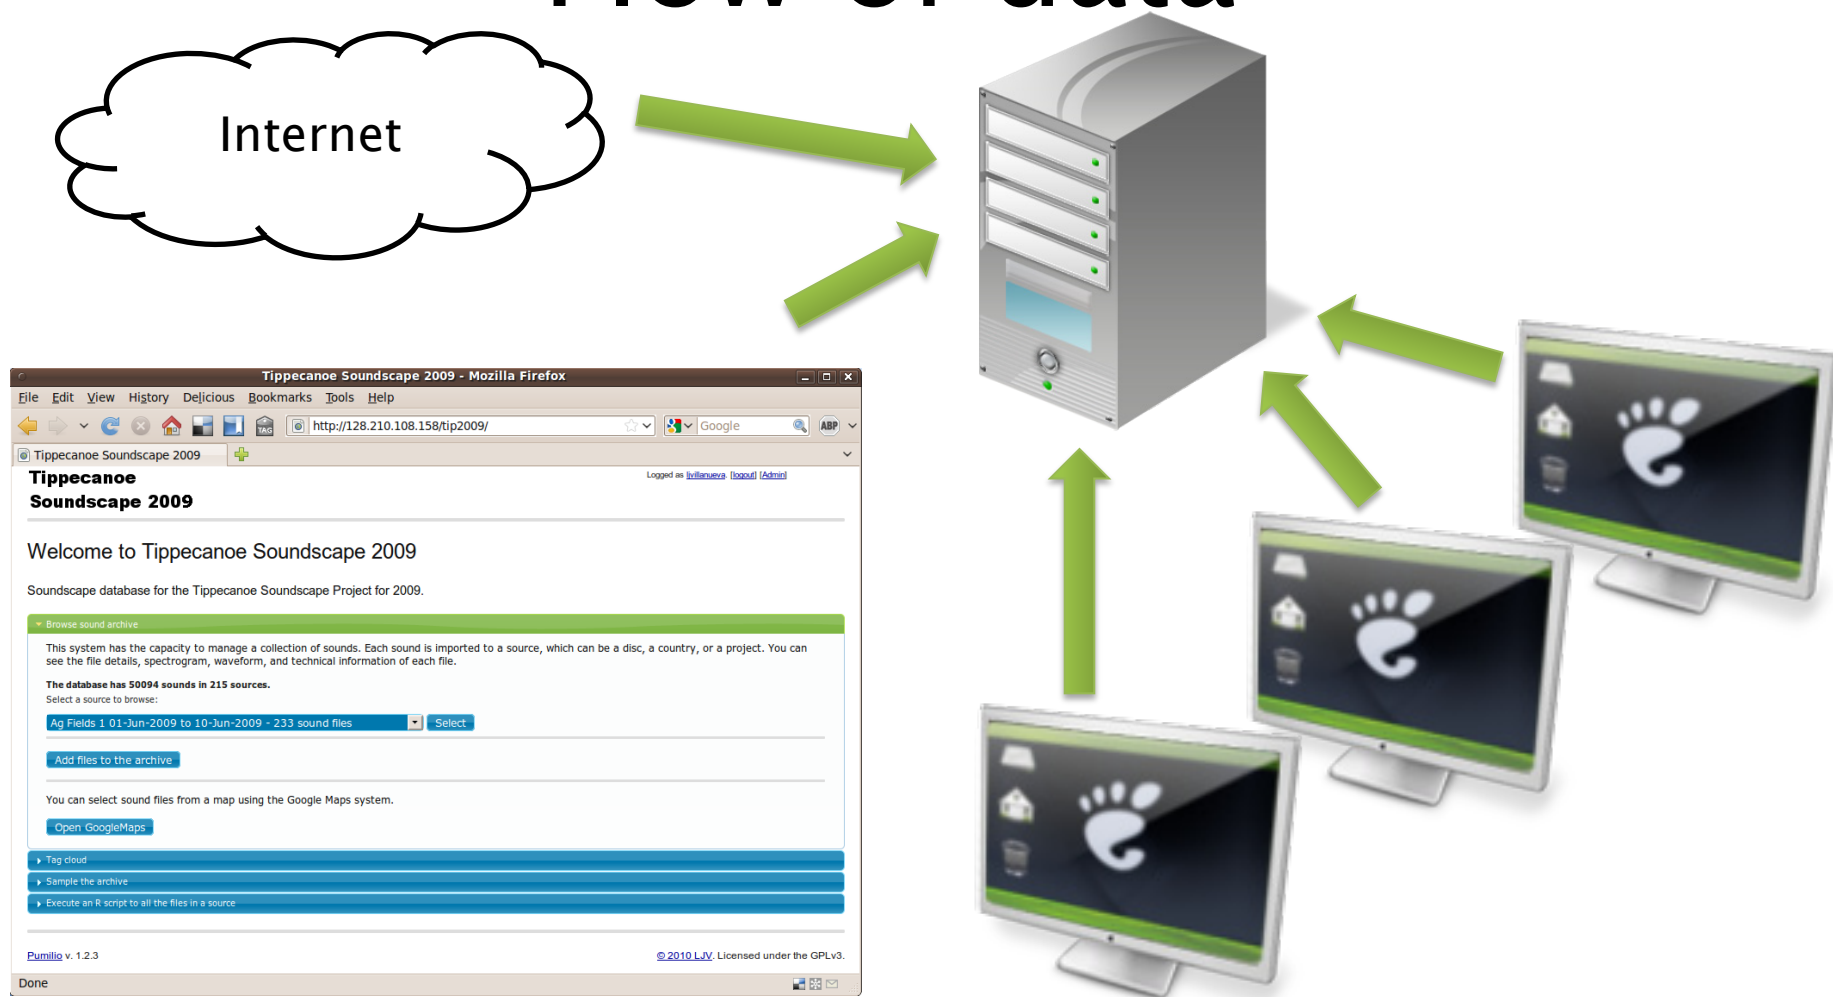 Flow of data
Internet
Tippecanoe Soundscape 2009 - Mozilla Firefox
File Edit View History Delicious Bookmarks Tools Help
TAG
http://128.210.108.158/tip2009/
Google
ABP
Tippecanoe Soundscape 2009
Tippecanoe
Soundscape 2009
Logged as ljvillanueva. [logout] [Admin]
Welcome to Tippecanoe Soundscape 2009
Soundscape database for the Tippecanoe Soundscape Project for 2009.
Browse sound archive
This system has the capacity to manage a collection of sounds. Each sound is imported to a source, which can be a disc, a country, or a project. You can
see the file details, spectrogram, waveform, and technical information of each file.
The database has 50094 sounds in 215 sources.
Select a source to browse:
Ag Fields 1 01-Jun-2009 to 10-Jun-2009 - 233 sound files
Select
Add files to the archive
You can select sound files from a map using the Google Maps system.
Open GoogleMaps
Tag cloud
Sample the archive
Execute an R script to all the files in a source
Pumilio v. 1.2.3
© 2010 LJV. Licensed under the GPLv3.
Done